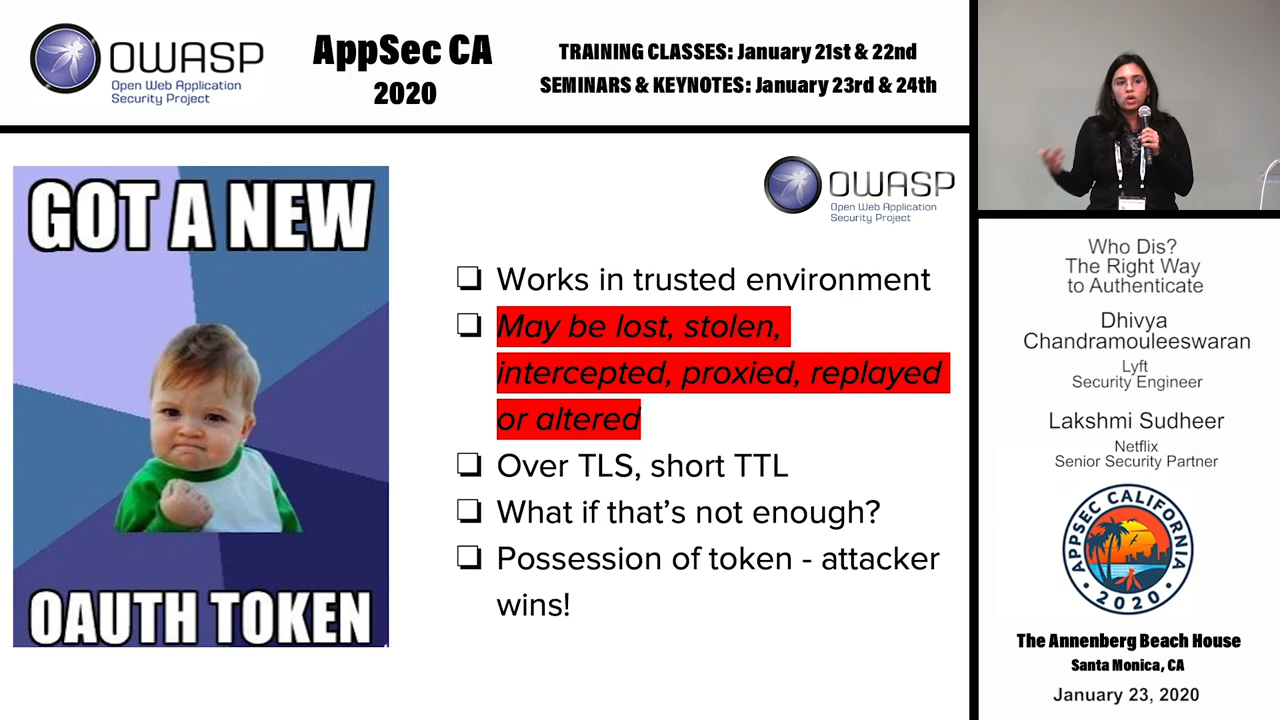 OWASP
Open Web Application
Security Project
AppSec CA
2020
TRAINING CLASSES: January 21st & 22nd
SEMINARS & KEYNOTES: January 23rd & 24th
GOT A NEW
OAUTH TOKEN
OWASP
Open Web Application
Security Project
❏ Works in trusted environment
❏ May be lost, stolen,
intercepted, proxied, replayed
or altered
❏ Over TLS, short TTL
❏ What if that’s not enough?
❏ Possession of token - attacker
wins!
Who Dis?
The Right Way
to Authenticate
Dhivya
Chandramouleeswaran
Lyft
Security Engineer
Lakshmi Sudheer
Netflix
Senior Security Partner
APPSEC CALIFORNIA
• 2020 •
The Annenberg Beach House
Santa Monica, CA
January 23, 2020